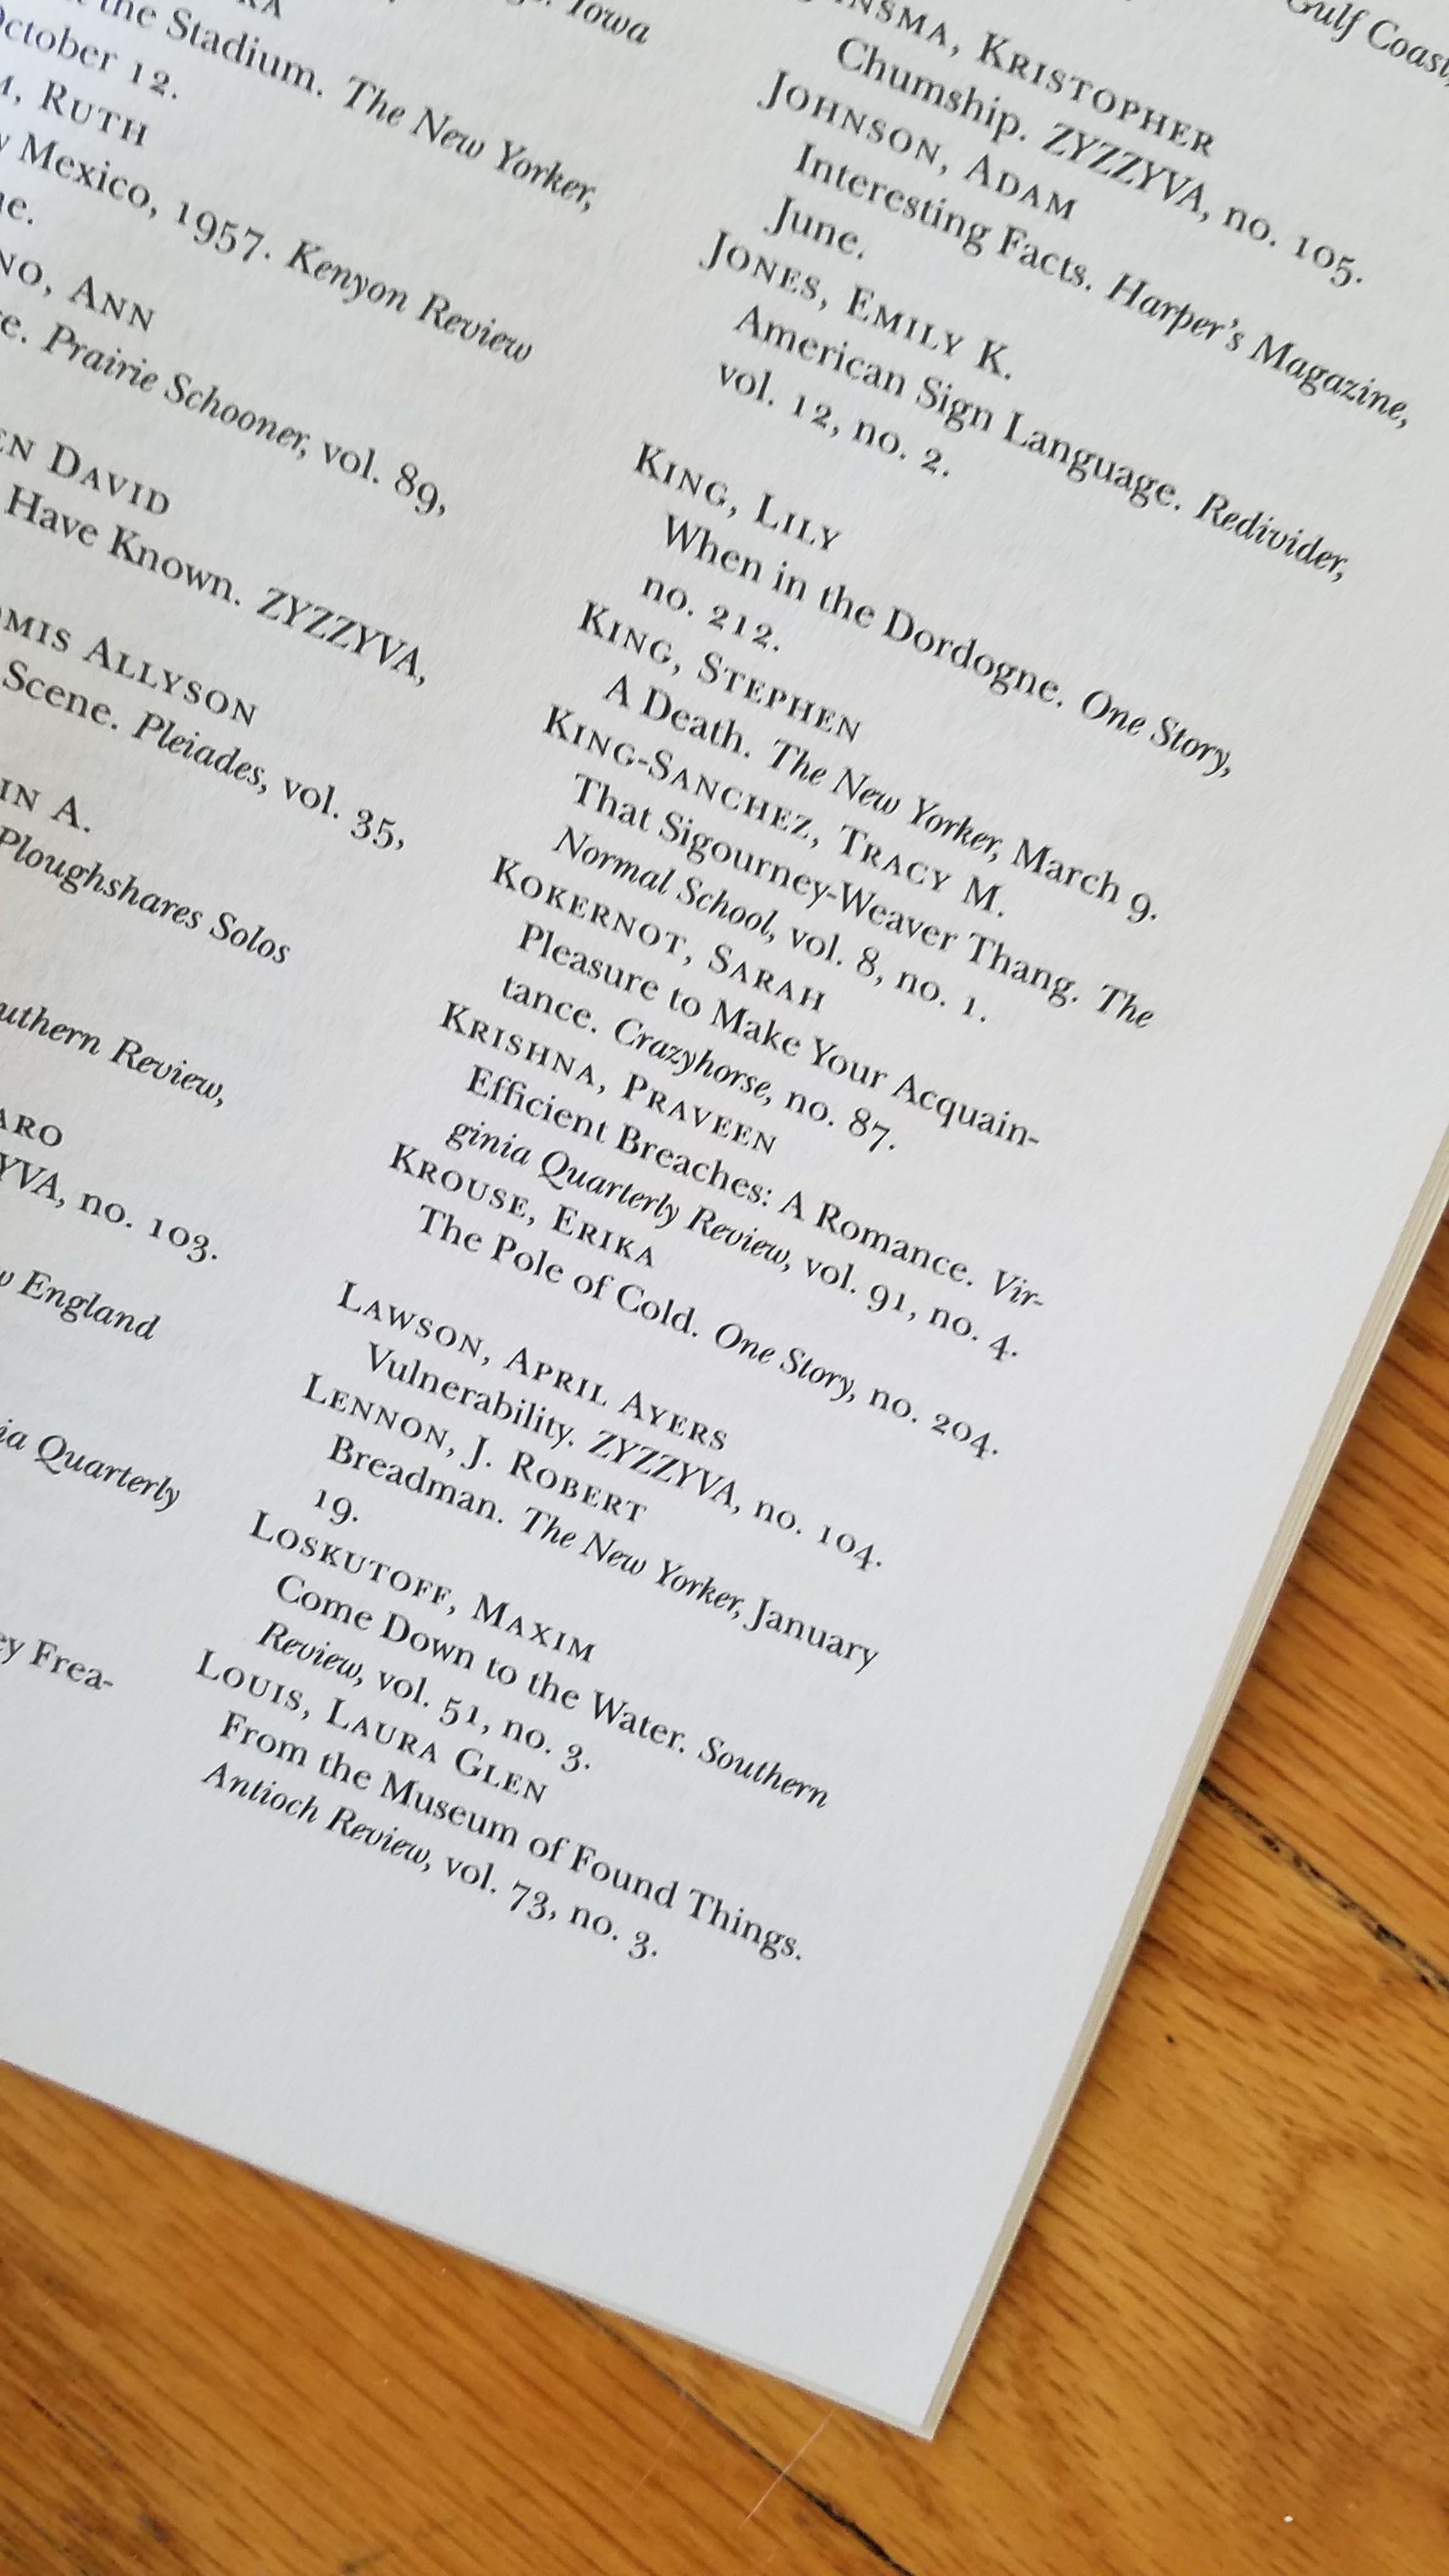 the Stadium. The New Yorker,
October 12.
RUTH
Mexico, 1957. Kenyon Review
ANN
Prairie Schooner, vol. 89,
DAVID
Have Known. ZYZZYVA,
ALLYSON
Scene. Pleiades, vol. 35,
A.
Ploughshares Solos
Southern Review,
no. 103.
England
Quarterly
Frea-
Iowa
Gulf Coast,
KRISTOPHER
Chumship. ZYZZYVA, no. 105.
JOHNSON, ADAM
Interesting Facts. Harper's Magazine,
June.
JONES, EMILY K.
American Sign Language. Redivider,
vol. 12, no. 2.
KING, LILY
When in the Dordogne. One Story,
no. 212.
KING, STEPHEN
A Death. The New Yorker, March 9.
KING-SANCHEZ, TRACY M.
That Sigourney-Weaver Thang. The
Normal School, vol. 8, no. 1.
KOKERNOT, SARAH
Pleasure to Make Your Acquain-
tance. Crazyhorse, no. 87.
KRISHNA, PRAVEEN
Efficient Breaches: A Romance. Vir-
ginia Quarterly Review, vol. 91, no. 4.
KROUSE, ERIKA
The Pole of Cold. One Story, no. 204.
LAWSON, APRIL AYERS
Vulnerability. ZYZZYVA, no. 104.
LENNON, J. ROBERT
Breadman. The New Yorker, January
19.
LOSKUTOFF, MAXIM
Come Down to the Water. Southern
Review, vol. 51, no. 3.
LOUIS, LAURA GLEN
From the Museum of Found Things.
Antioch Review, vol. 73, no. 3.